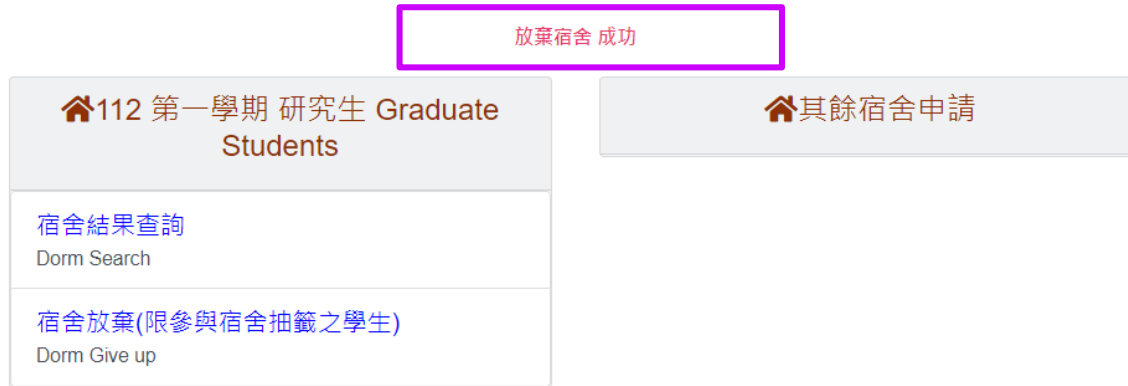 放棄宿舍 成功
112 第一學期 研究生 Graduate
Students
宿舍結果查詢
Dorm Search
宿舍放棄(限參與宿舍抽籤之學生)
Dorm Give up
其餘宿舍申請